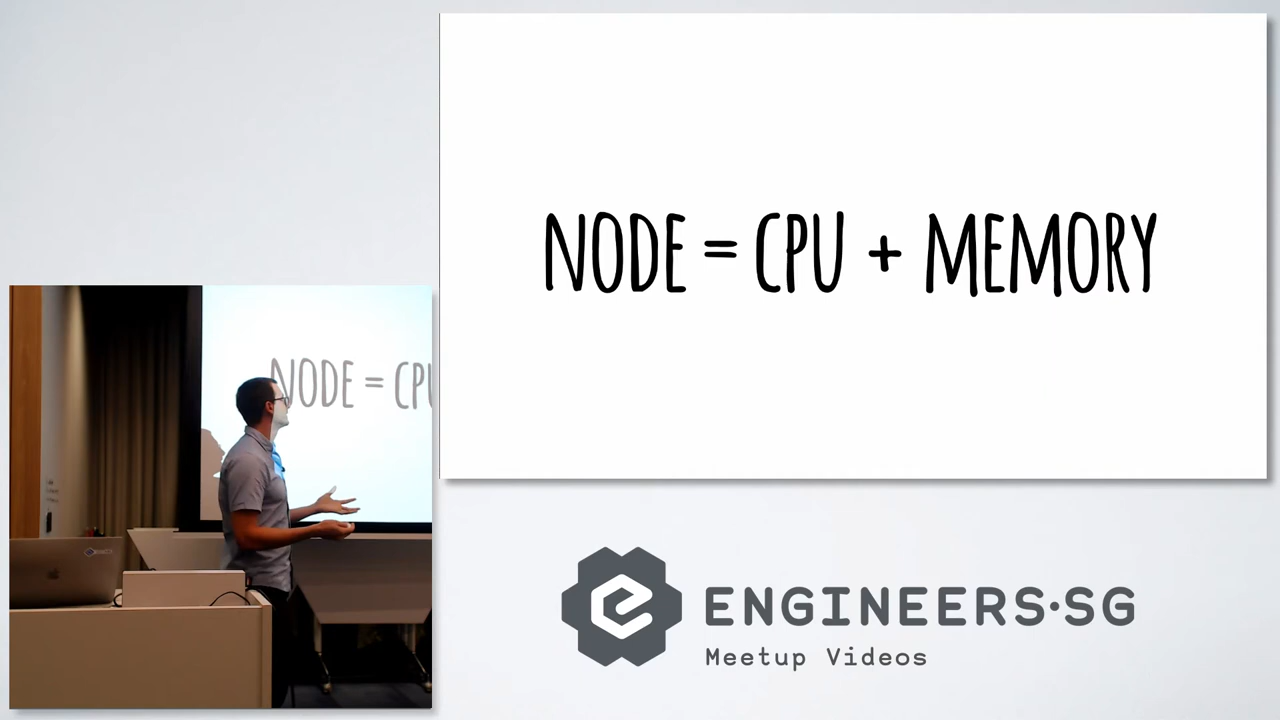 NODE = CPU + MEMORY
NODE = CPU
ENGINEERS·SG
Meetup Videos